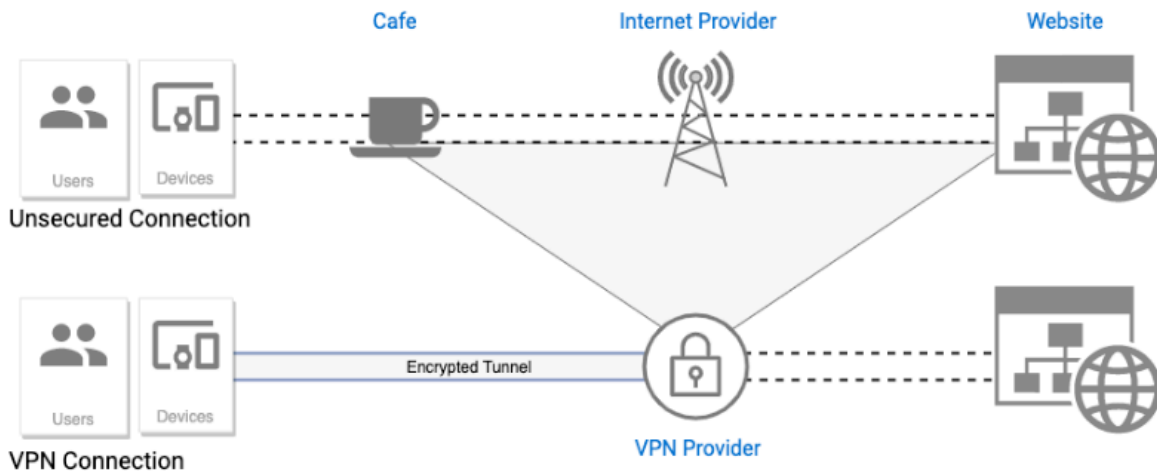 Cafe
Internet Provider
Website
Users
Devices
Unsecured Connection
Encrypted Tunnel
Users
Devices
VPN Provider
VPN Connection